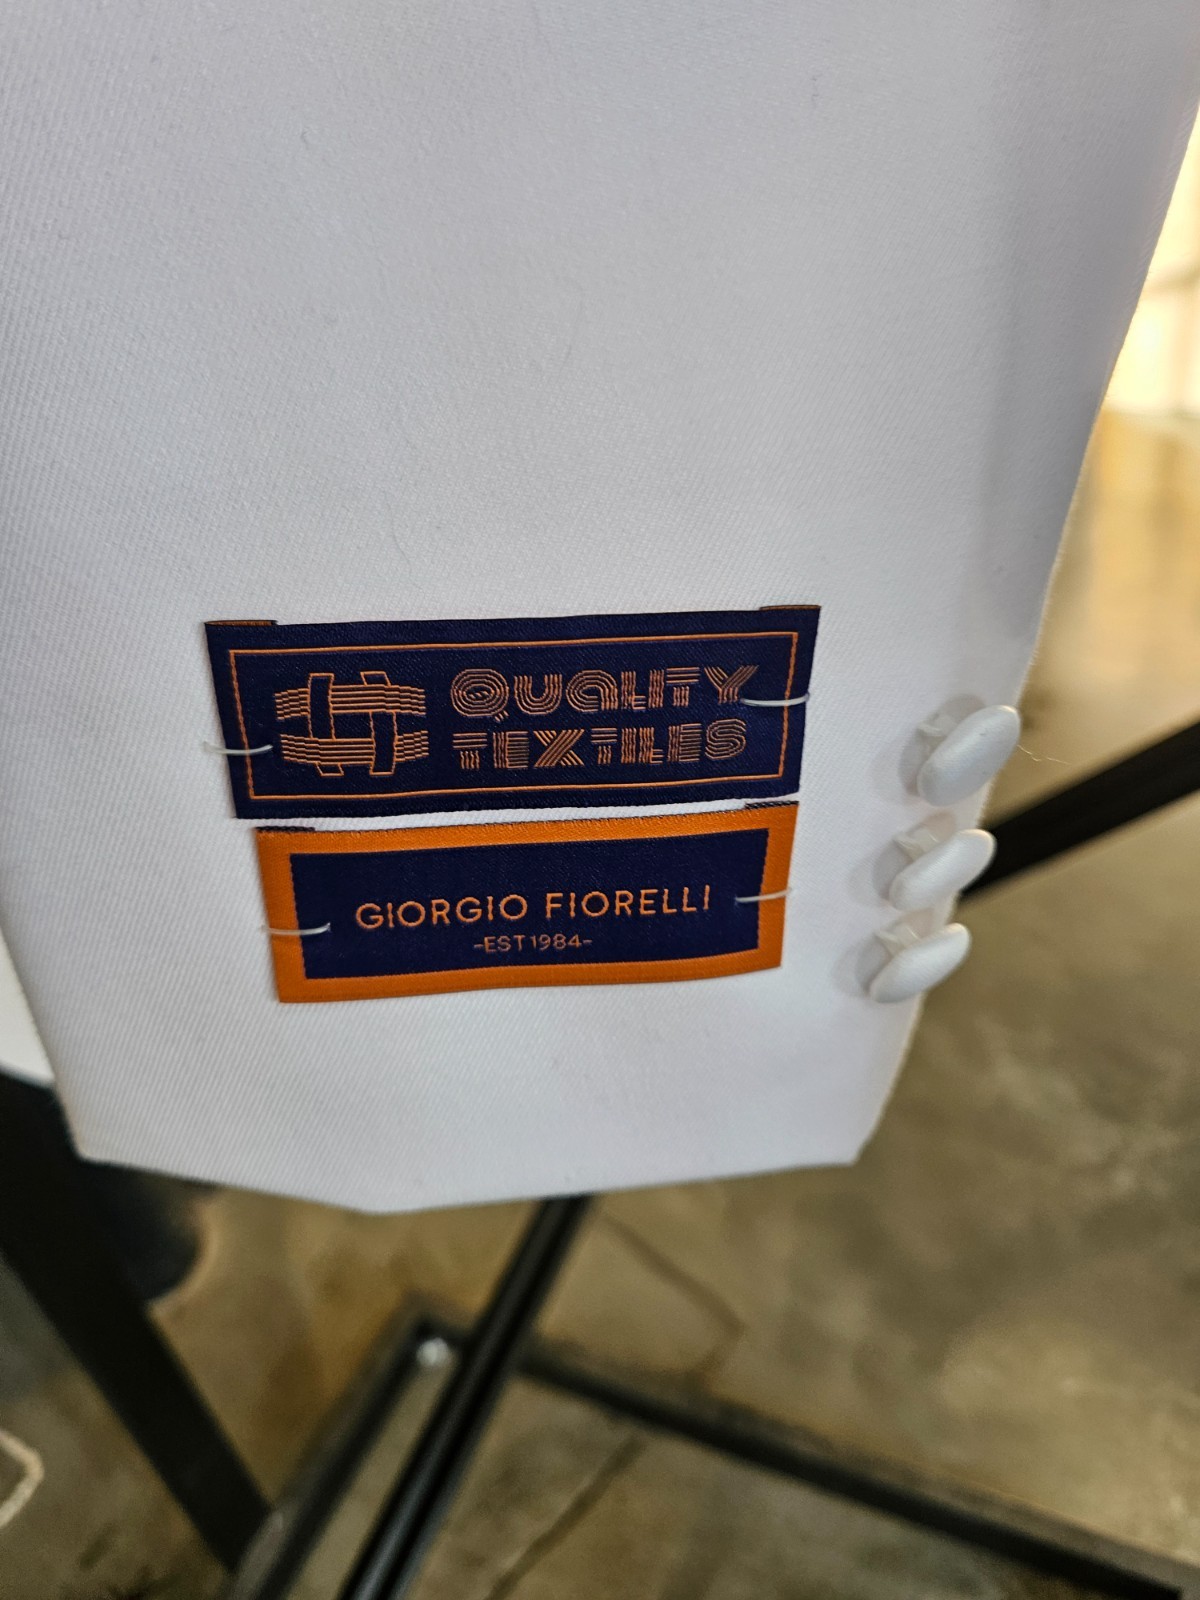 QUALITY
TEXTILES
GIORGIO FIORELLI
-EST 1984-